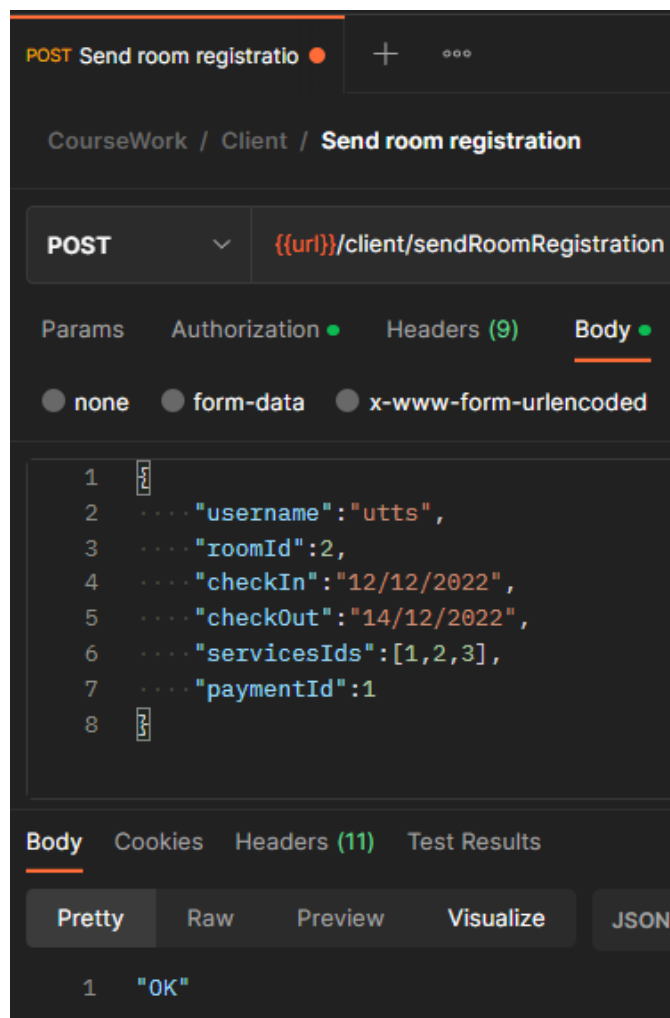 POST Send room registratio
CourseWork / Client / Send room registration
POST {{url}}/client/sendRoomRegistration
Params Authorization Headers (9) Body
none form-data x-www-form-urlencoded
1 {
2 "username":"utts",
3 "roomId":2,
4 "checkIn":"12/12/2022",
5 "checkOut":"14/12/2022",
6 "servicesIds":[1,2,3],
7 "paymentId":1
8 }
Body Cookies Headers (11) Test Results
Pretty Raw Preview Visualize JSON
1 "OK"